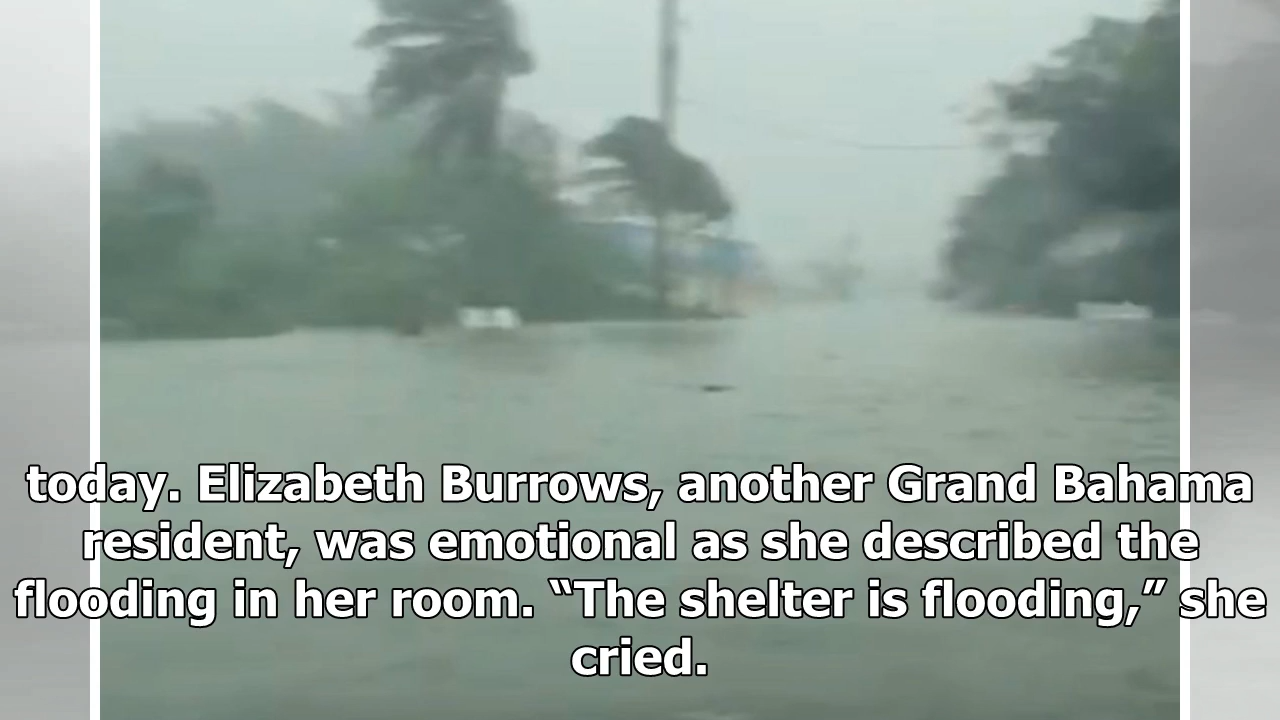 today. Elizabeth Burrows, another Grand Bahama
resident, was emotional as she described the
flooding in her room. “The shelter is flooding,” she
cried.